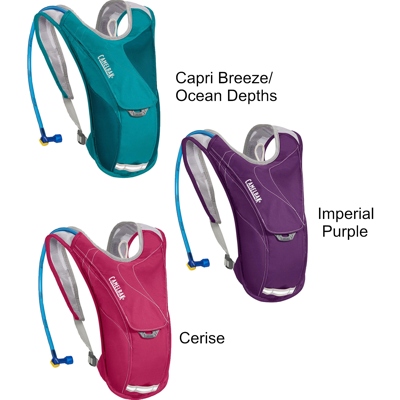 CAMELBAK
Capri Breeze/
Ocean Depths
CAMELBAK
Imperial
Purple
CAMELBAK
Cerise